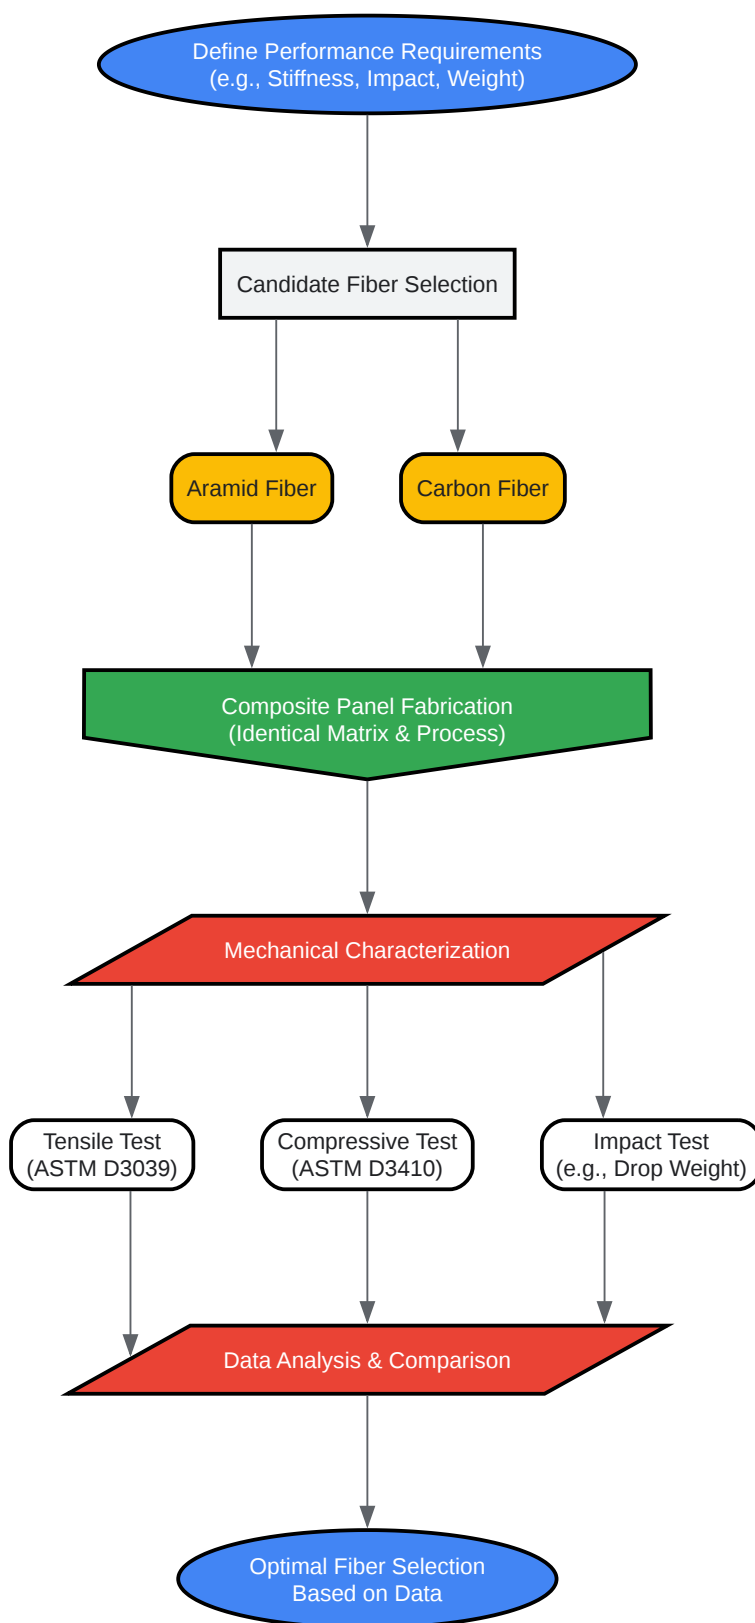 Define Performance Requirements
(e.g., Stiffness, Impact, Weight)
Candidate Fiber Selection
Aramid Fiber
Carbon Fiber
Composite Panel Fabrication
(Identical Matrix & Process)
Mechanical Characterization
Tensile Test
(ASTM D3039)
Compressive Test
(ASTM D3410)
Impact Test
(e.g., Drop Weight)
Data Analysis & Comparison
Optimal Fiber Selection
Based on Data